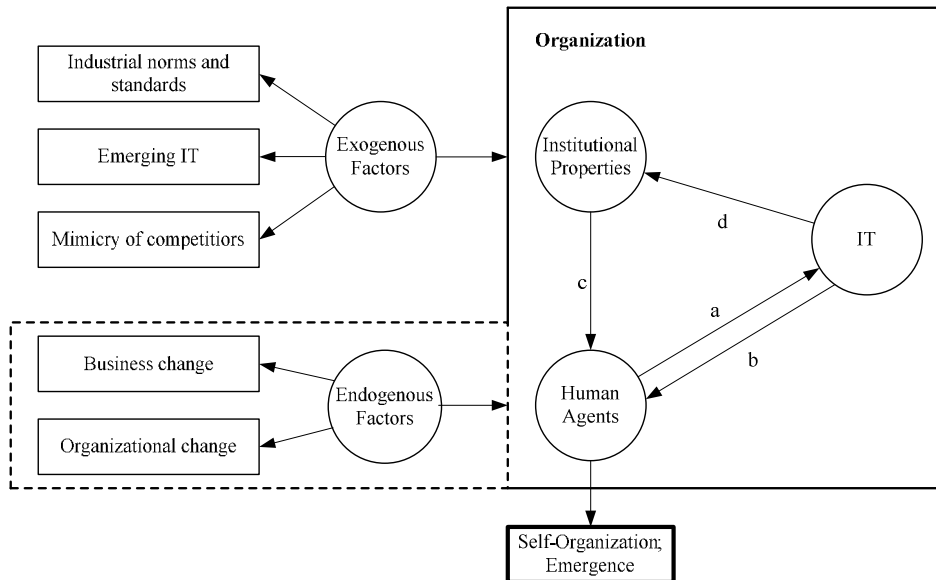 Organization
Industrial norms and
standards
Emerging IT
Mimicry of competitiors
Exogenous
Factors
Institutional
Properties
IT
d
c
a
b
Business change
Organizational change
Endogenous
Factors
Human
Agents
Self-Organization;
Emergence